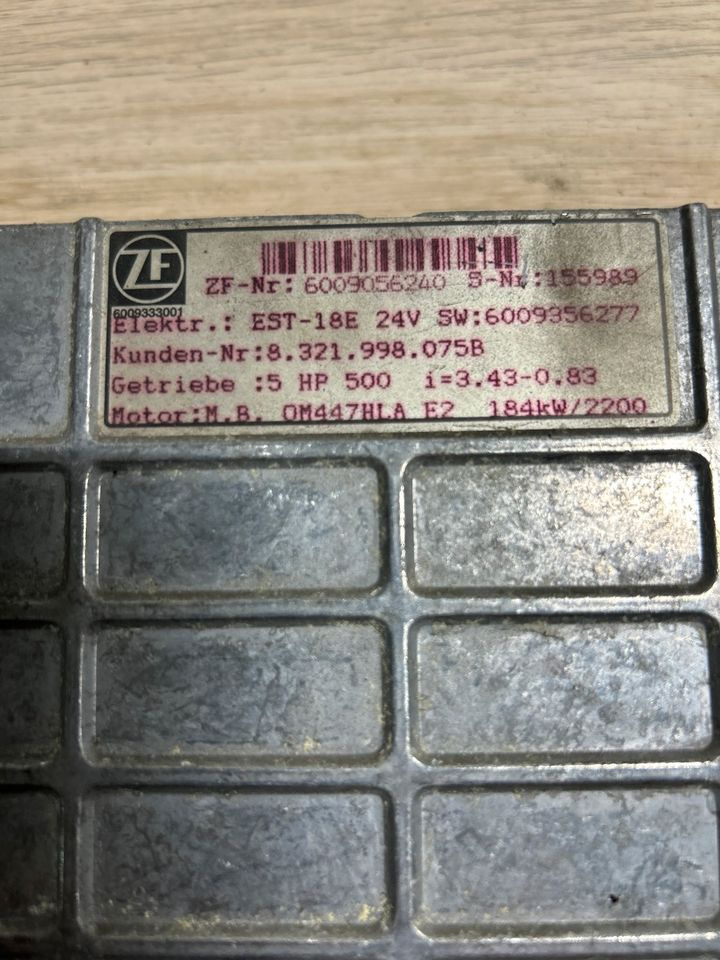 ZF
ZF-Nr: 6009056240 S-Nr:155989
6009333001
Elektr.: EST-18E 24V SW:6009356277
Kunden-Nr:8.321.998.075B
Getriebe :5 HP 500 i=3.43-0.83
Motor:M.B. OM447HLA E2 184kW/2200